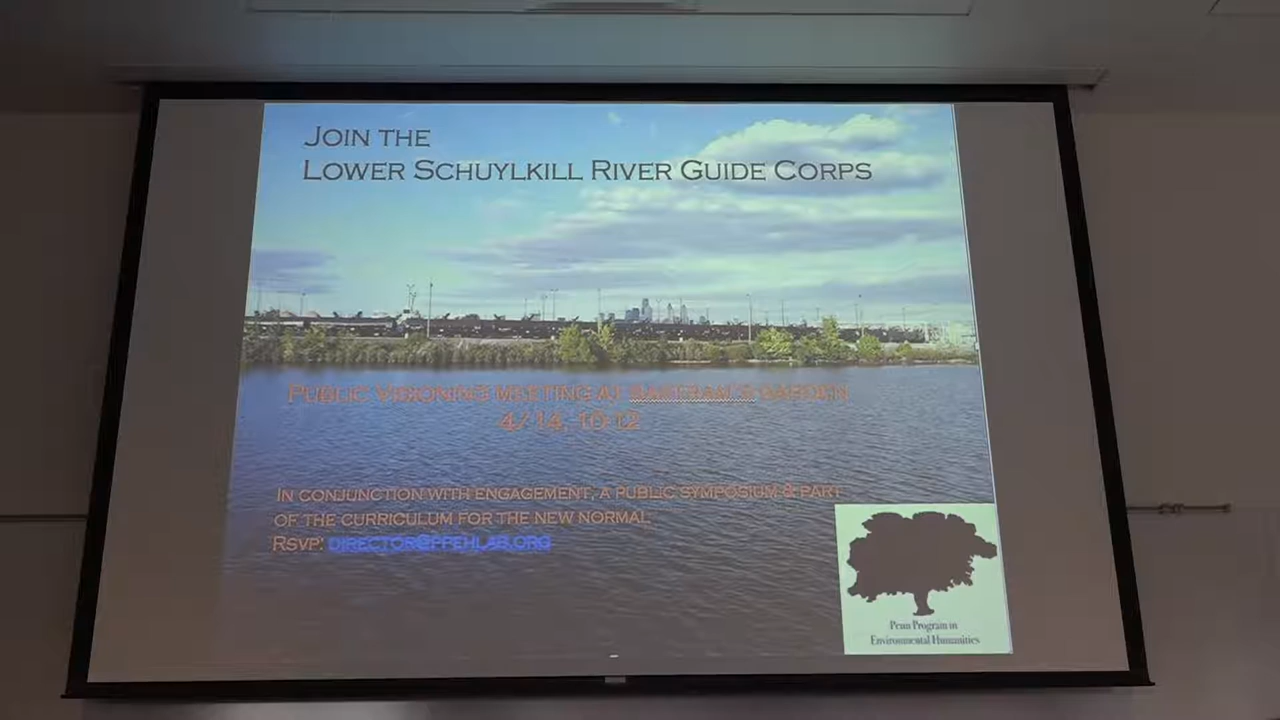 JOIN THE
LOWER SCHUYLKILL RIVER GUIDE CORPS
PUBLIC VISIONING MEETING AT BARTRAM'S GARDEN
4/14, 10-12
IN CONJUNCTION WITH ENGAGEMENT, A PUBLIC SYMPOSIUM & PART
OF THE CURRICULUM FOR THE NEW NORMAL
RSVP: DIRECTOR@PPEHLAB.ORG
Penn Program in
Environmental Humanities